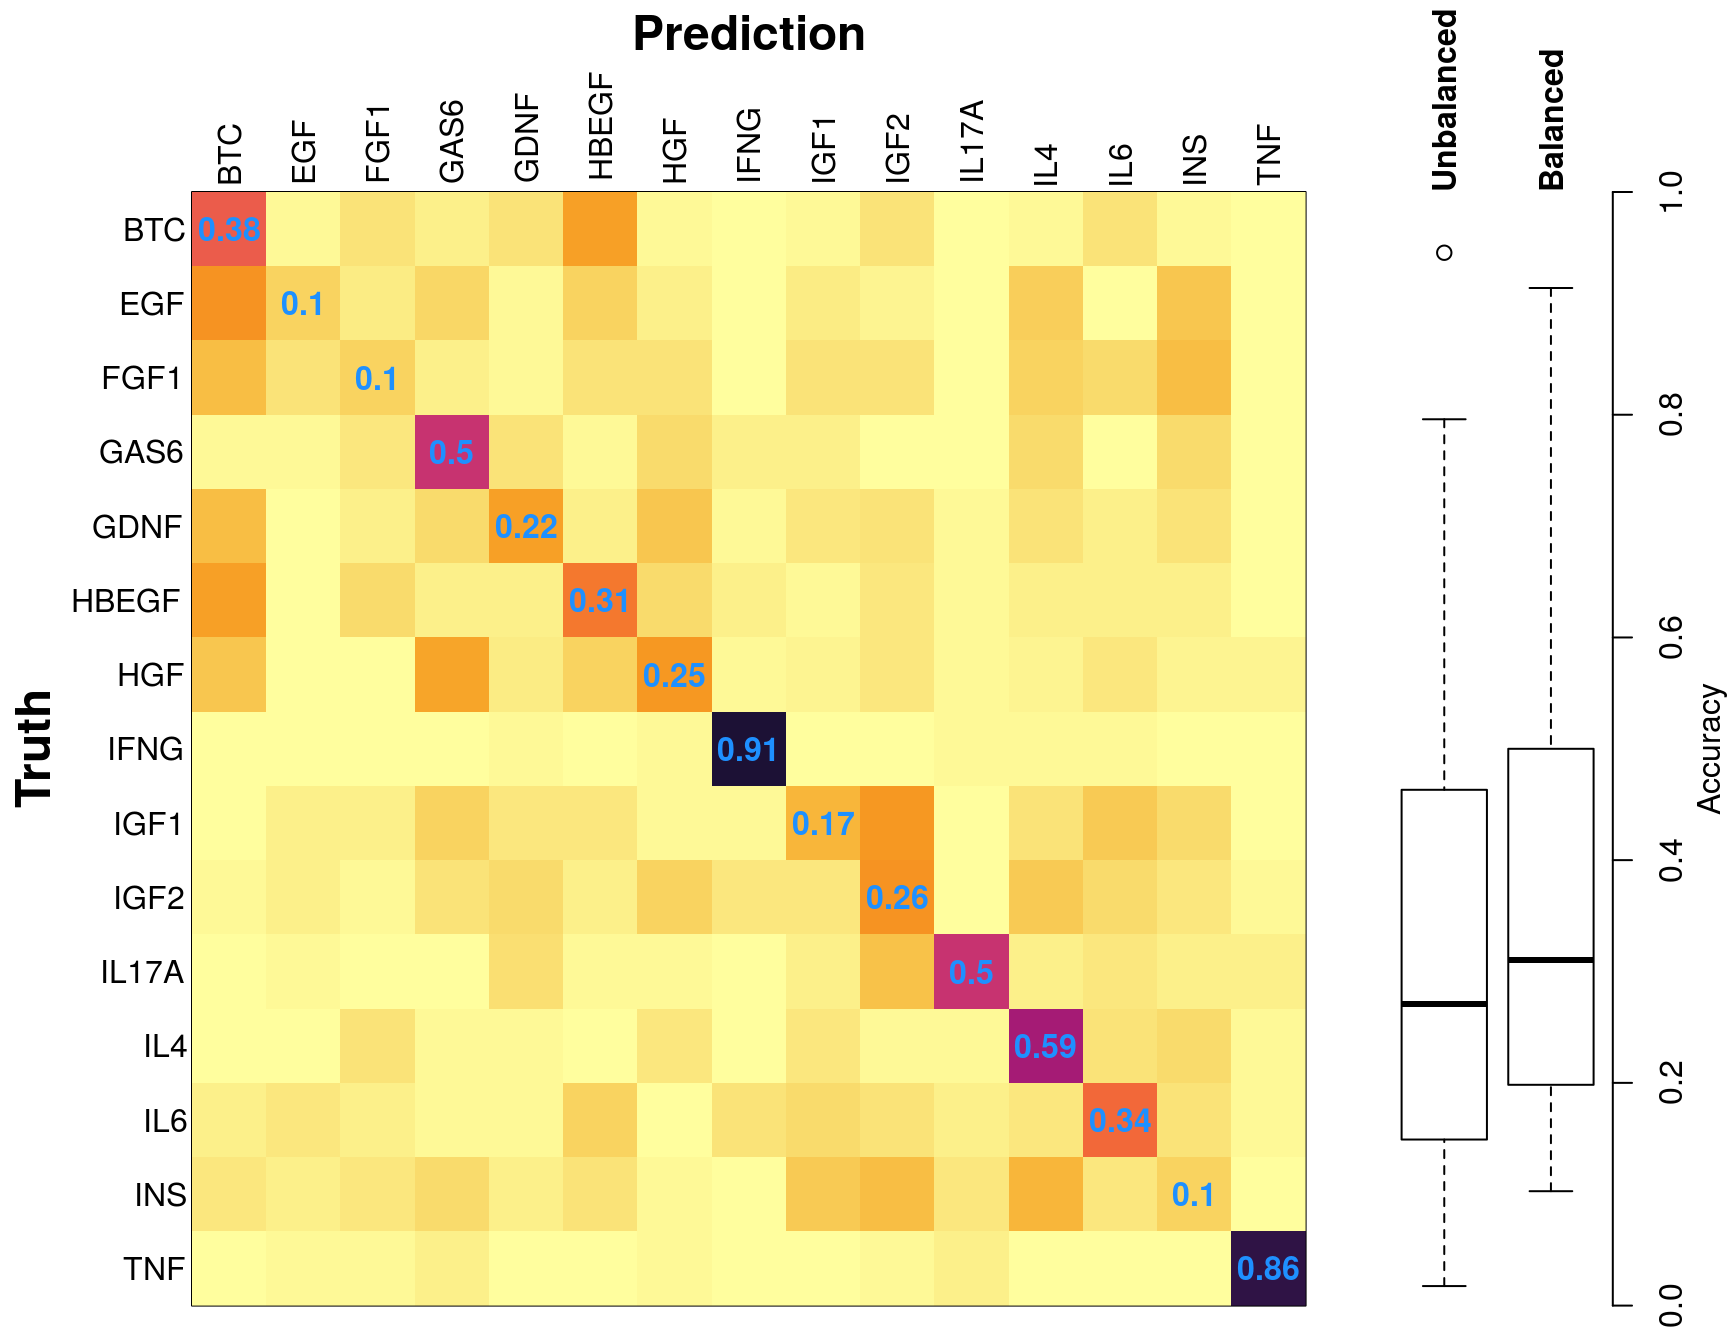 Prediction
BTC EGF FGF1 GAS6 GDNF HBEGF HGF IFNG IGF1 IGF2 IL17A IL4 IL6 INS TNF
Unbalanced
Balanced
Truth
BTC 0.38
EGF 0.1
FGF1 0.1
GAS6 0.5
GDNF 0.22
HBEGF 0.31
HGF 0.25
IFNG 0.91
IGF1 0.17
IGF2 0.26
IL17A 0.5
IL4 0.59
IL6 0.34
INS 0.1
TNF 0.86
1.0
0.8
0.6
0.4
0.2
0.0
Accuracy